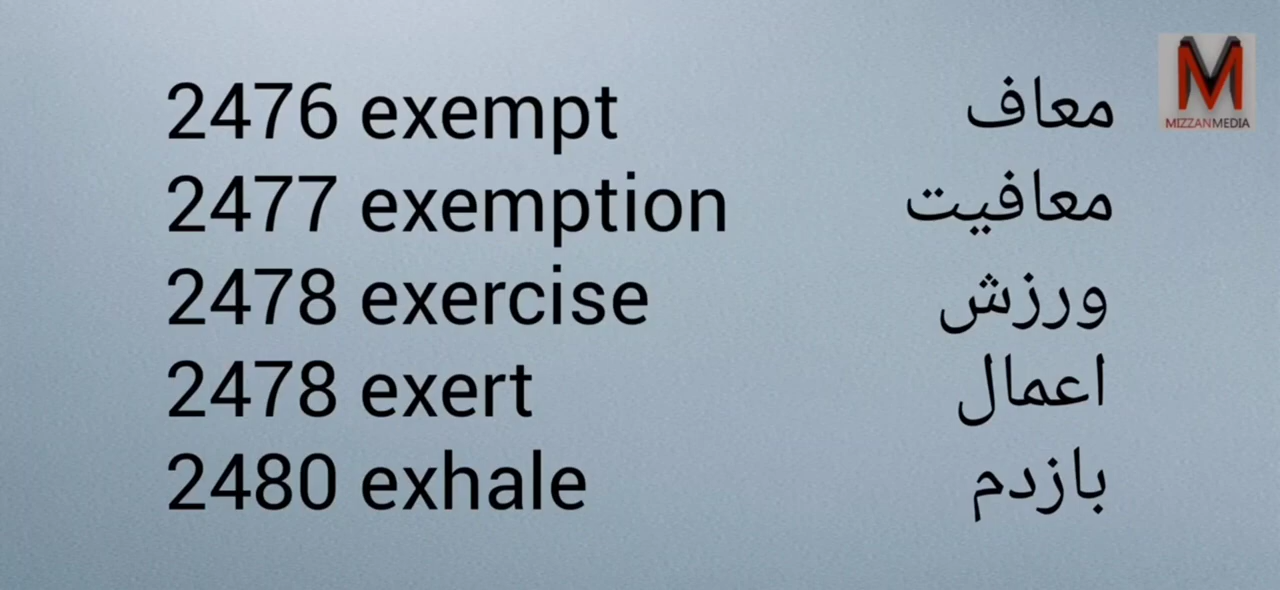 2476 exempt معاف
2477 exemption معافیت
2478 exercise ورزش
2478 exert اعمال
2480 exhale بازدم
MIZZANMEDIA